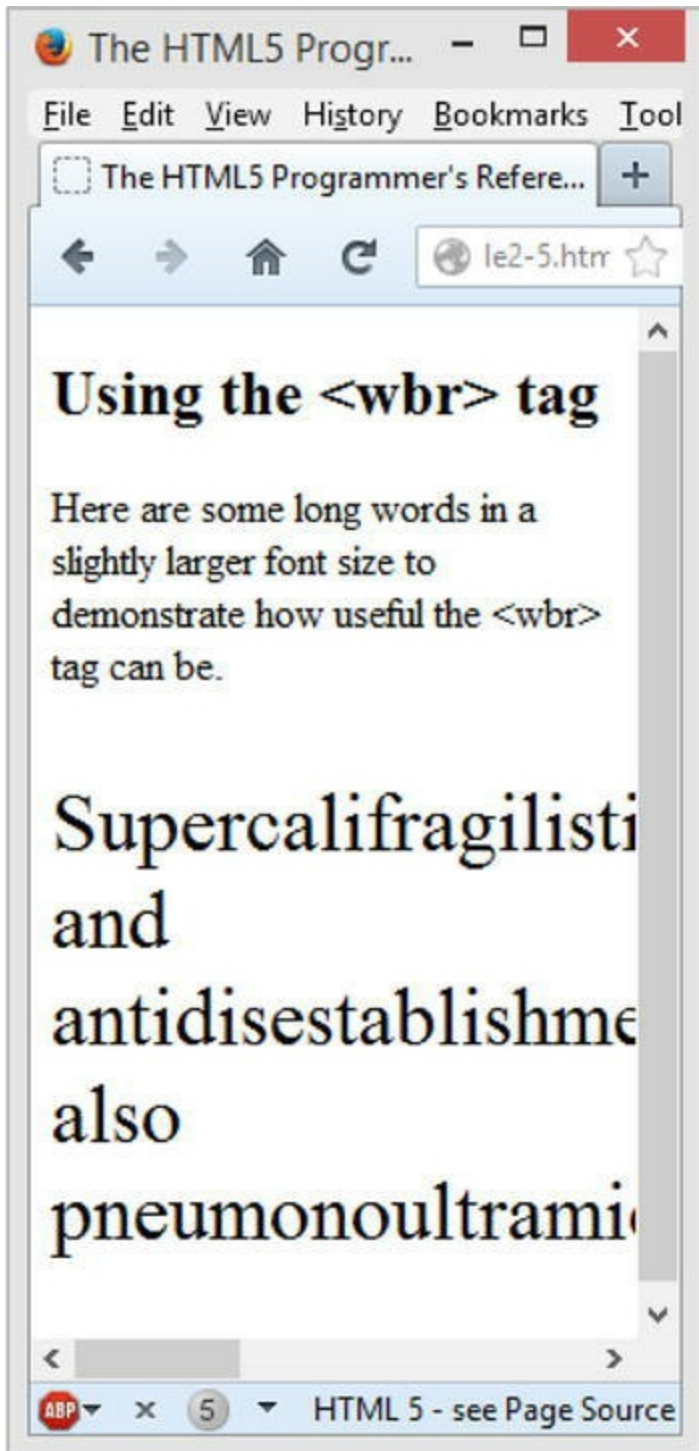 The HTML5 Progr...
File Edit View History Bookmarks Tool
The HTML5 Programmer's Refere...
le2-5.htm
Using the <wbr> tag
Here are some long words in a
slightly larger font size to
demonstrate how useful the <wbr>
tag can be.
Supercalifragilisti
and
antidisestablishme
also
pneumonoultrami
ABP 5 HTML 5 - see Page Source